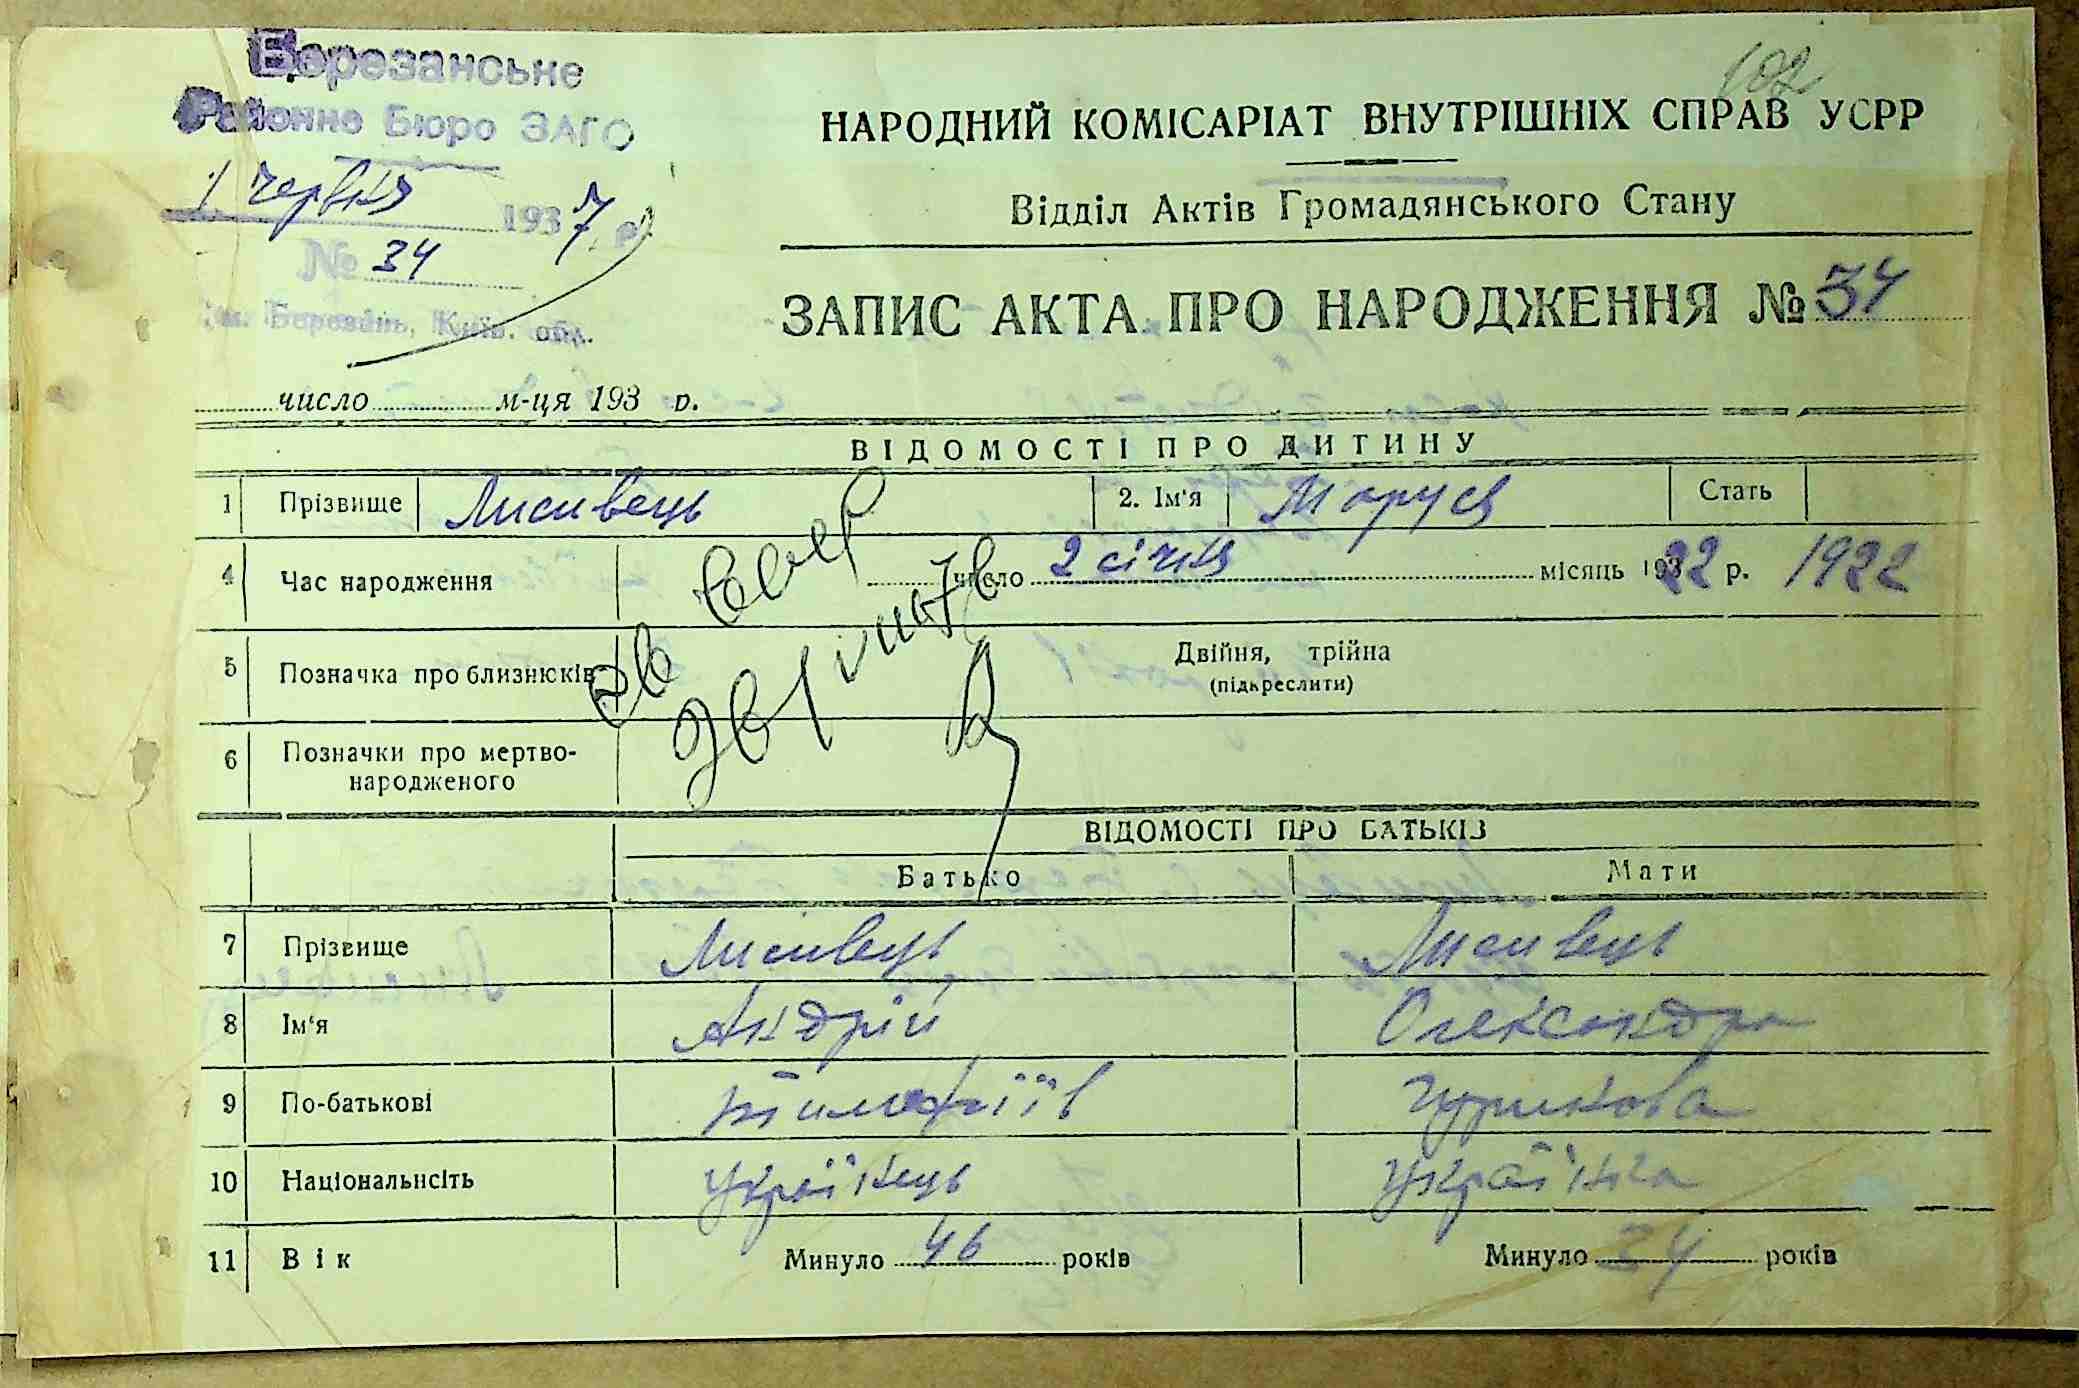 102
Березанське
Районне Бюро ЗАГС
1 червня 1937 р.
№ 34
м. Березань, Київ. обл.
НАРОДНИЙ КОМІСАРІАТ ВНУТРІШНІХ СПРАВ УСРР
Відділ Актів Громадянського Стану
ЗАПИС АКТА ПРО НАРОДЖЕННЯ № 34
число м-ця 193 р.
ВІДОМОСТІ ПРО ДИТИНУ
1 Прізвище Лисивець 2. Ім'я Маруся Стать
4 Час народження число 2 січня місяць 1922 р. 1922
5 Позначка про близнюків Двійня, трійна
(підкреслити)
6 Позначки про мертво-
народженого
ВІДОМОСТІ ПРО БАТЬКІВ
Батько Мати
7 Прізвище Лисивець Лисивець
8 Ім'я Андрій Олександра
9 По-батькові Тимофіїв
10 Національність Українець Українка
11 Вік Минуло 46 років Минуло 34 років